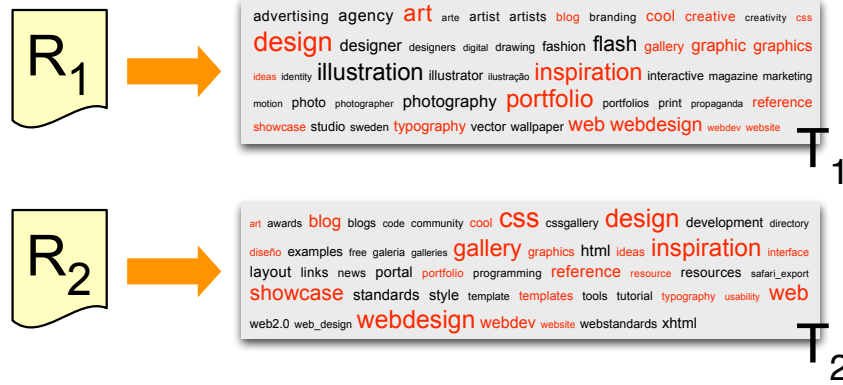 R1
advertising agency art arte artist artists blog branding cool creative creativity css
design designer designers digital drawing fashion flash gallery graphic graphics
ideas identity illustration illustrator ilustração inspiration interactive magazine marketing
motion photo photographer photography portfolio portfolios print propaganda reference
showcase studio sweden typography vector wallpaper web webdesign webdev website
T1
R2
art awards blog blogs code community cool css cssgallery design development directory
diseño examples free galeria galleries gallery graphics html ideas inspiration interface
layout links news portal portfolio programming reference resource resources safari_export
showcase standards style template templates tools tutorial typography usability web
web2.0 web_design webdesign webdev website webstandards xhtml
T2